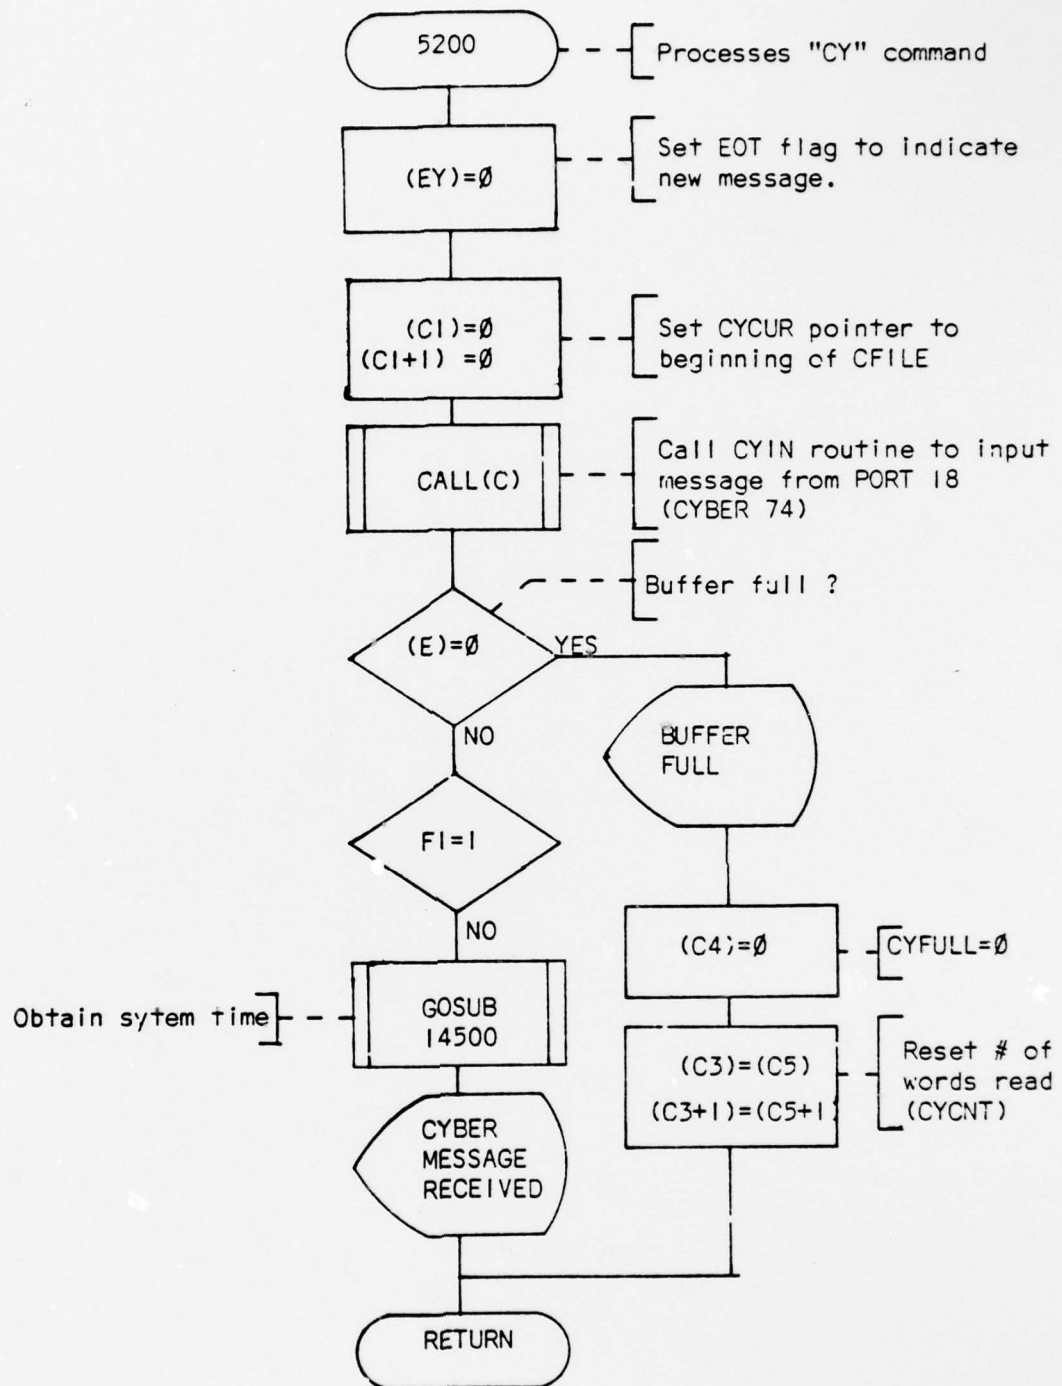 5200
Processes "CY" command
(EY)=Ø
Set EOT flag to indicate
new message.
(C1)=Ø
(C1+1) =Ø
Set CYCUR pointer to
beginning of CFILE
CALL(C)
Call CYIN routine to input
message from PORT 18
(CYBER 74)
Buffer full ?
(E)=Ø
YES
NO
BUFFER
FULL
F1=1
NO
(C4)=Ø
CYFULL=Ø
Obtain sytem time
GOSUB
14500
(C3)=(C5)
(C3+1)=(C5+1)
Reset # of
words read
(CYCNT)
CYBER
MESSAGE
RECEIVED
RETURN